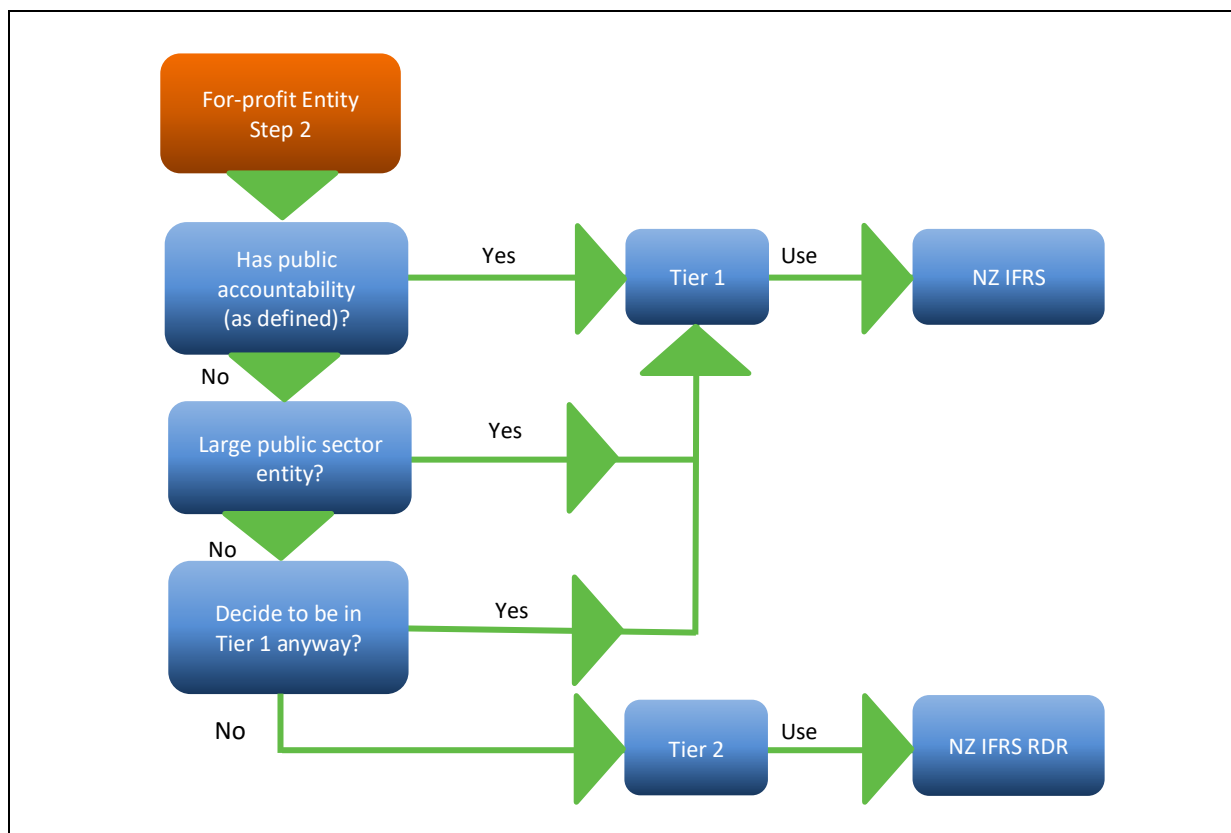 For-profit Entity
Step 2
Has public
accountability
(as defined)?
Yes
Tier 1
Use
NZ IFRS
No
Large public sector
entity?
Yes
No
Decide to be in
Tier 1 anyway?
Yes
No
Tier 2
Use
NZ IFRS RDR